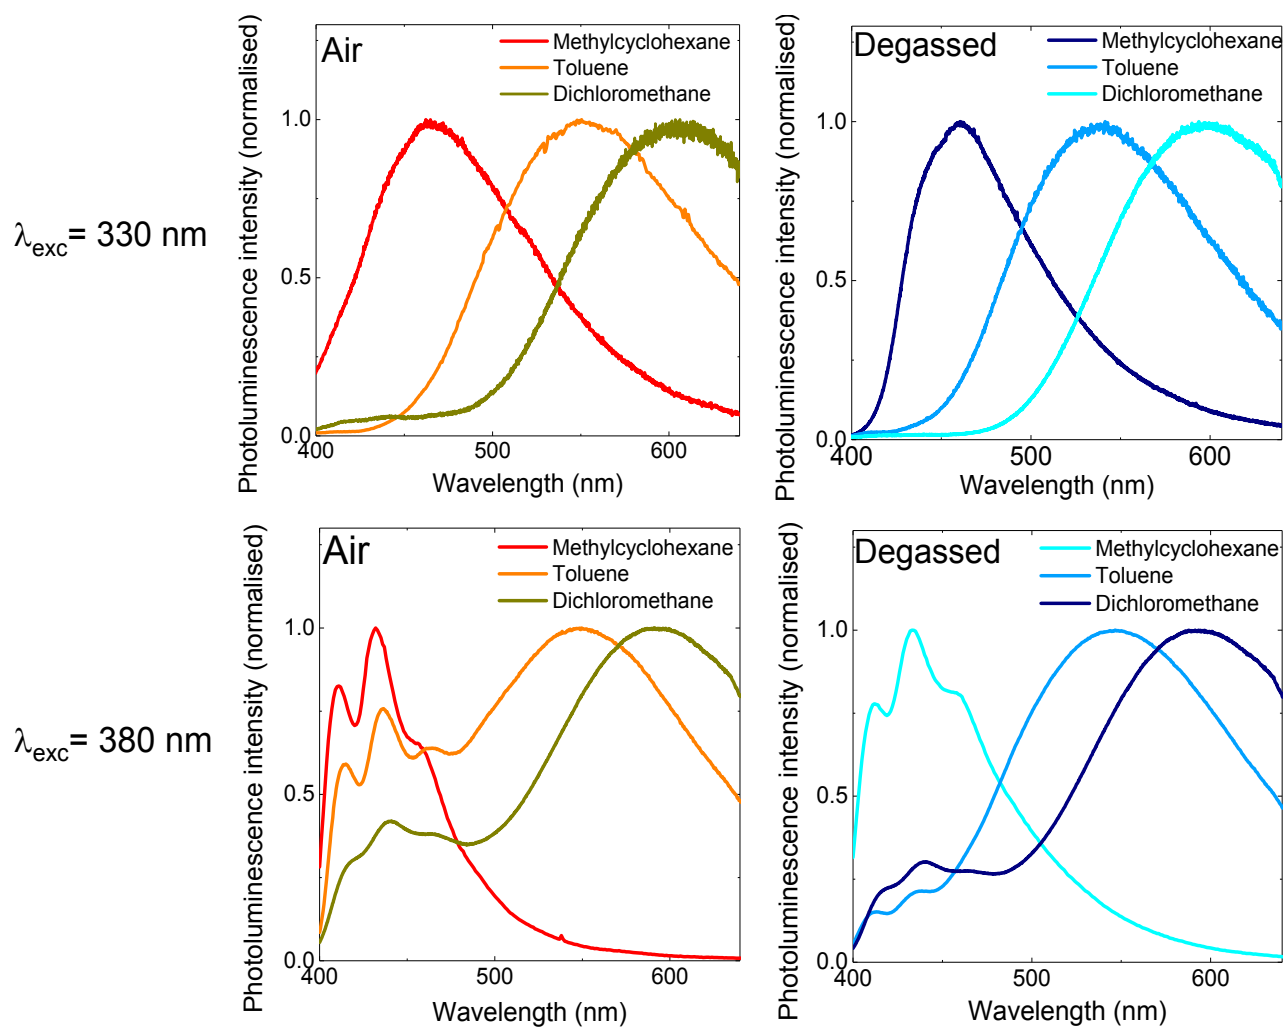 Air
Methylcyclohexane
Toluene
Dichloromethane
Photoluminescence intensity (normalised)
1.0
0.5
0.0
400
500
600
Wavelength (nm)
Degassed
Methylcyclohexane
Toluene
Dichloromethane
Photoluminescence intensity (normalised)
1.0
0.5
0.0
400
500
600
Wavelength (nm)
λexc= 330 nm
Air
Methylcyclohexane
Toluene
Dichloromethane
Photoluminescence intensity (normalised)
1.0
0.5
0.0
400
500
600
Wavelength (nm)
Degassed
Methylcyclohexane
Toluene
Dichloromethane
Photoluminescence intensity (normalised)
1.0
0.5
0.0
400
500
600
Wavelength (nm)
λexc= 380 nm